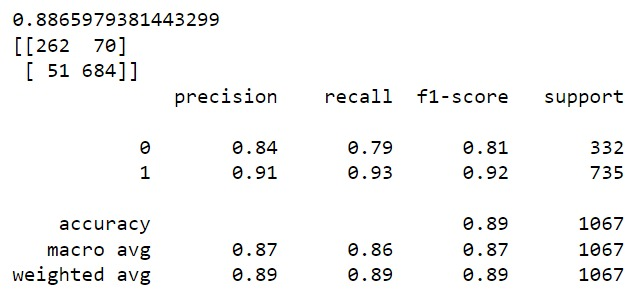 0.8865979381443299
[[262  70]
 [ 51 684]]
              precision    recall  f1-score   support

           0       0.84      0.79      0.81       332
           1       0.91      0.93      0.92       735

    accuracy                           0.89      1067
   macro avg       0.87      0.86      0.87      1067
weighted avg       0.89      0.89      0.89      1067